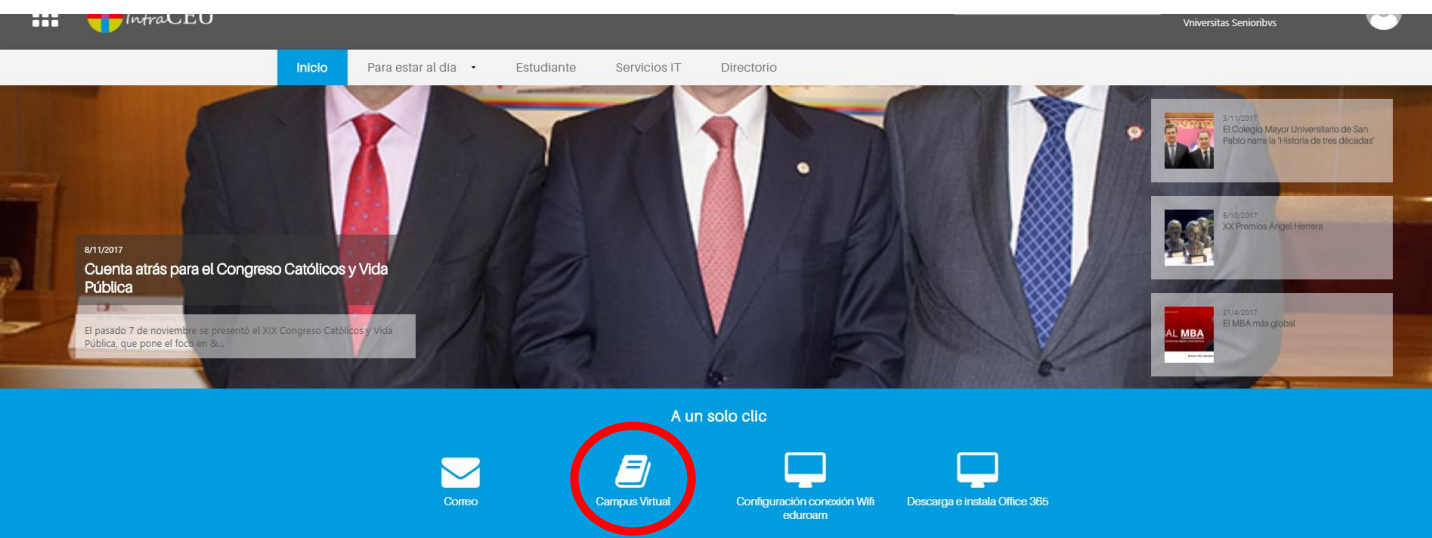 IntraCEU
Vniversitas Senioribvs
Inicio
Para estar al día
Estudiante
Servicios IT
Directorio
8/11/2017
Cuenta atrás para el Congreso Católicos y Vida
Pública
El pasado 7 de noviembre se presentó el XIX Congreso Católicos y Vida
Pública, que pone el foco en &...
3/11/2017
El Colegio Mayor Universitario de San
Pablo narra la 'Historia de tres décadas'
5/10/2017
XX Premios Ángel Herrera
21/4/2017
El MBA más global
AL MBA
A un solo clic
Correo
Campus Virtual
Configuración conexión Wifi
eduroam
Descarga e instala Office 365